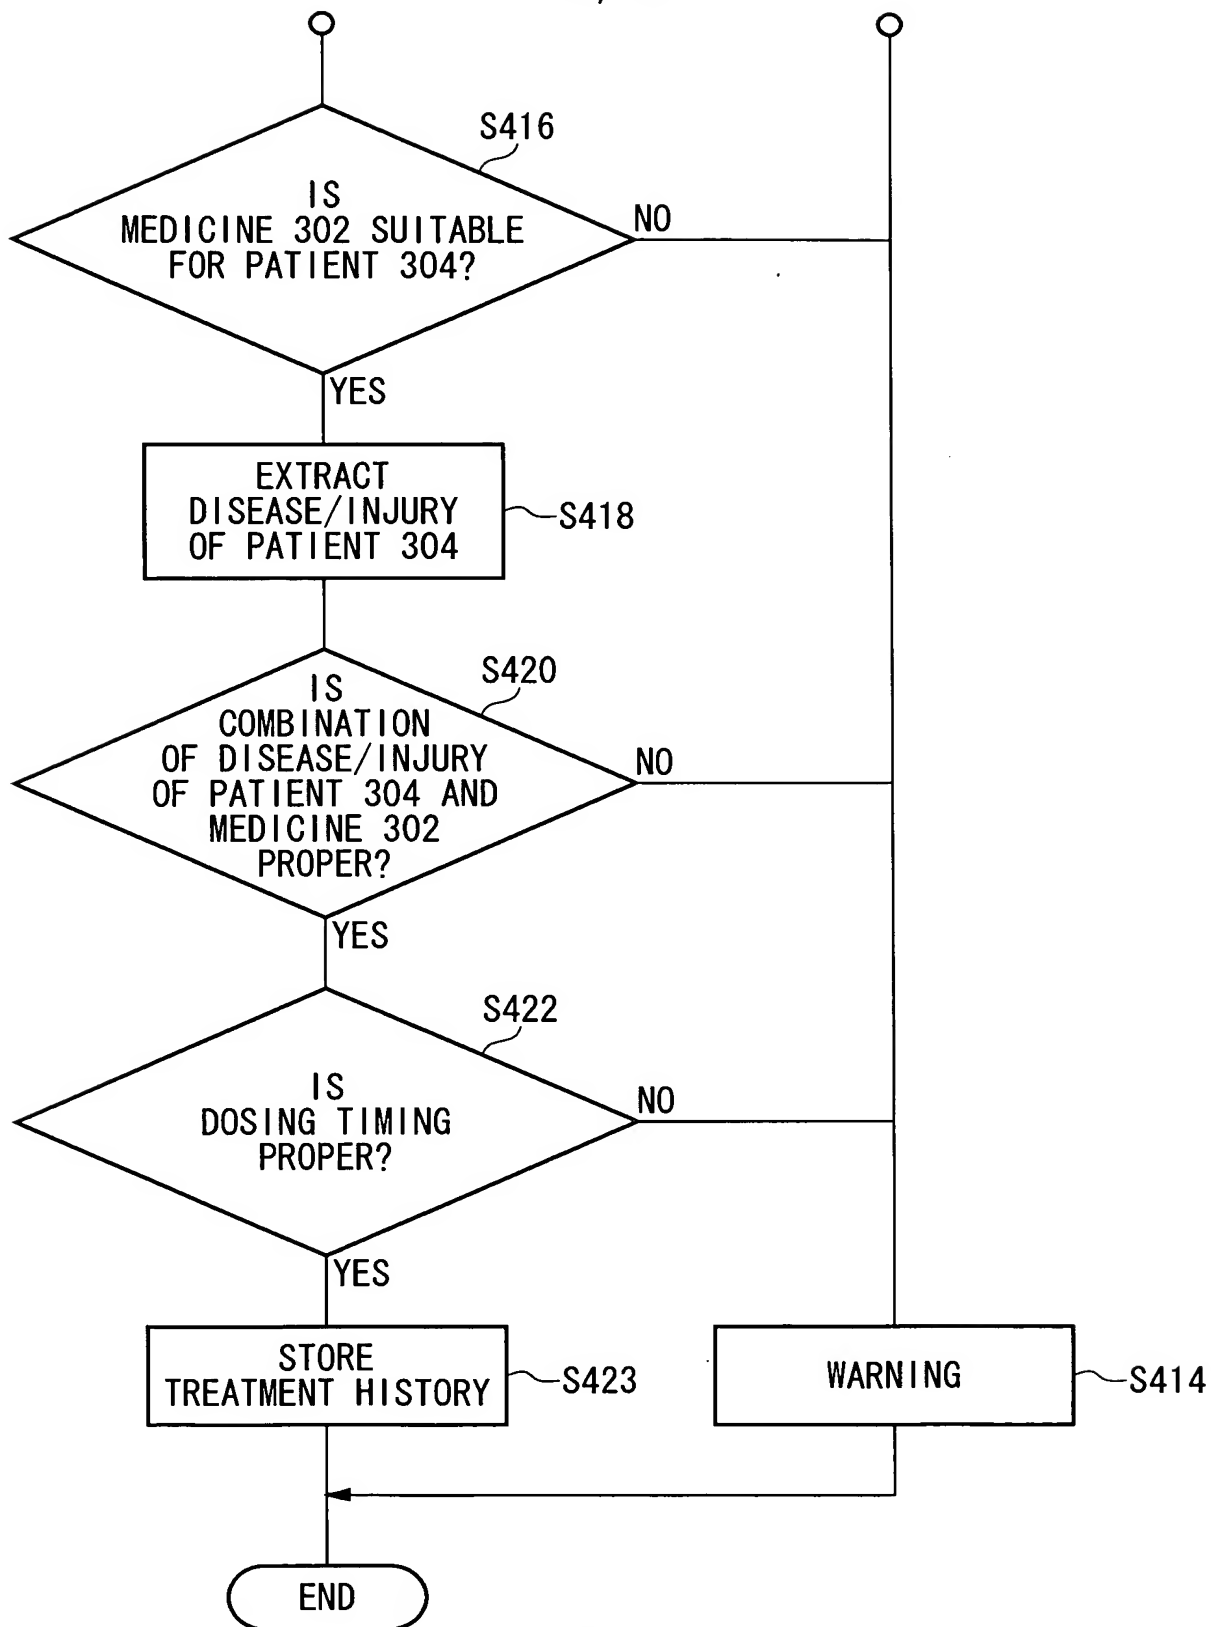 S416
IS
MEDICINE 302 SUITABLE
FOR PATIENT 304?
NO
YES
EXTRACT
DISEASE/INJURY
OF PATIENT 304
S418
S420
IS
COMBINATION
OF DISEASE/INJURY
OF PATIENT 304 AND
MEDICINE 302
PROPER?
NO
YES
S422
IS
DOSING TIMING
PROPER?
NO
YES
STORE
TREATMENT HISTORY
S423
WARNING
S414
END